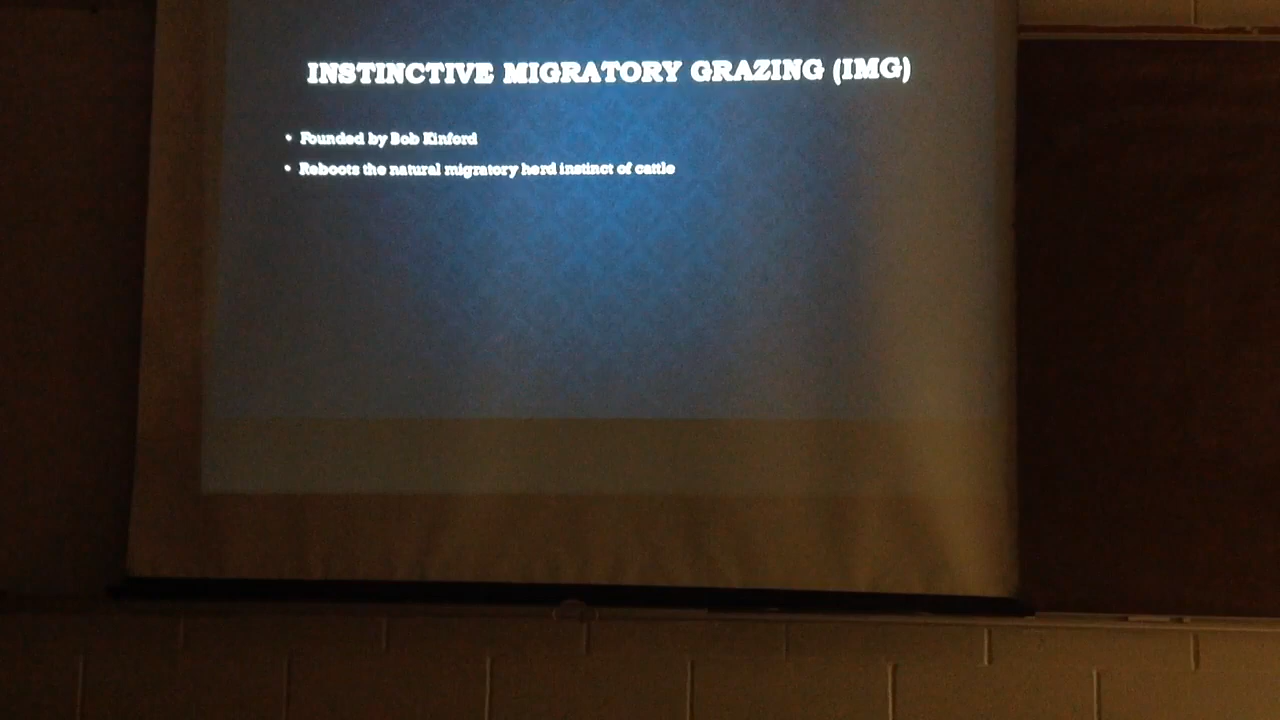 INSTINCTIVE MIGRATORY GRAZING (IMG)
• Founded by Bob Kinford
• Reboots the natural migratory herd instinct of cattle